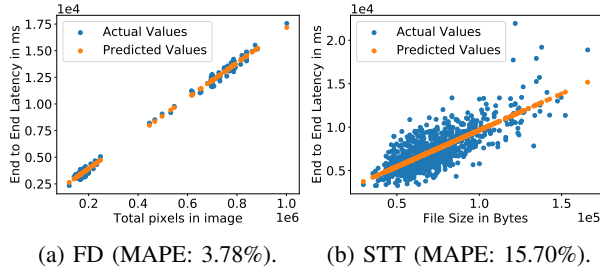 1e4
1e4
Actual Values
Predicted Values
Actual Values
Predicted Values
End to End Latency in ms
End to End Latency in ms
1.75
1.50
1.25
1.00
0.75
0.50
0.25
2.0
1.5
1.0
0.5
0.2 0.4 0.6 0.8 1.0
0.5 1.0 1.5
Total pixels in image 1e6
File Size in Bytes 1e5
(a) FD (MAPE: 3.78%). (b) STT (MAPE: 15.70%).